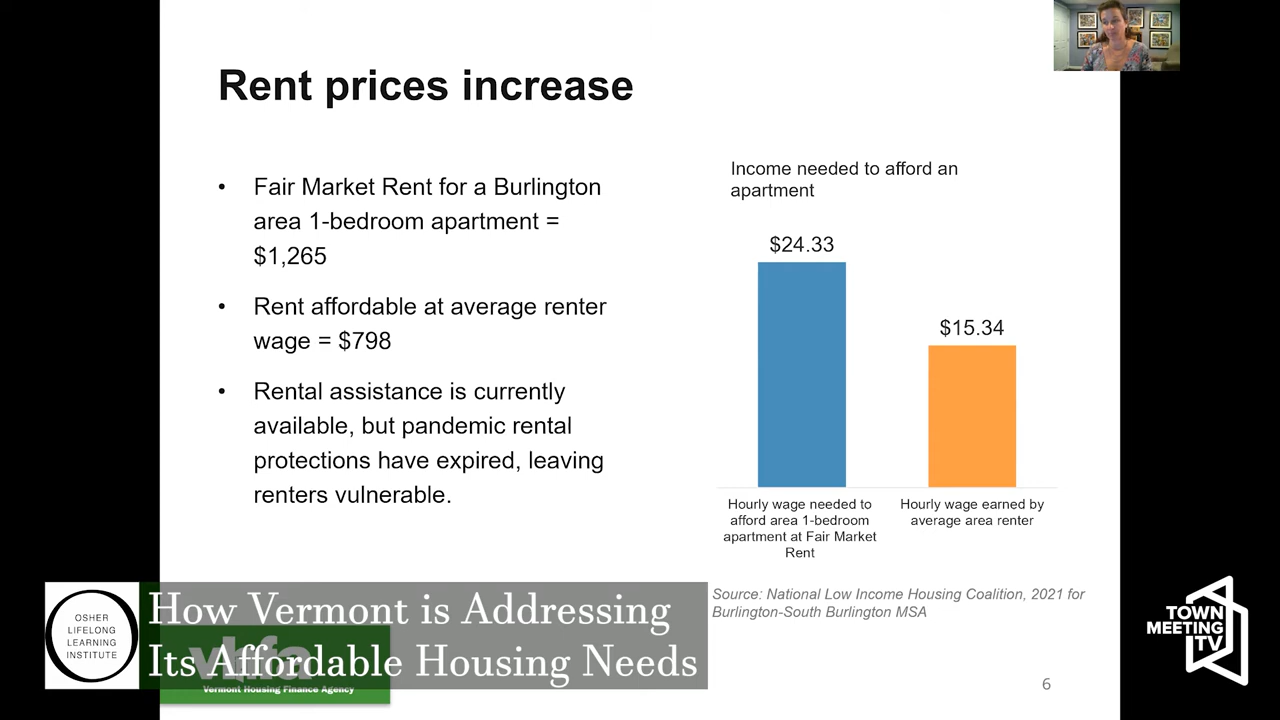 Rent prices increase
• Fair Market Rent for a Burlington
area 1-bedroom apartment =
$1,265
• Rent affordable at average renter
wage = $798
• Rental assistance is currently
available, but pandemic rental
protections have expired, leaving
renters vulnerable.
Income needed to afford an
apartment
$24.33
$15.34
Hourly wage needed to
afford area 1-bedroom
apartment at Fair Market
Rent
Hourly wage earned by
average area renter
Source: National Low Income Housing Coalition, 2021 for
Burlington-South Burlington MSA
OSHER
LIFELONG
LEARNING
INSTITUTE
How Vermont is Addressing
Its Affordable Housing Needs
vhfa
Vermont Housing Finance Agency
6
TOWN
MEETING
TV